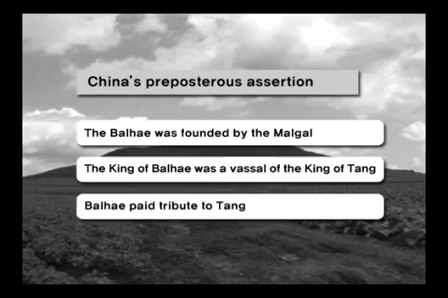 China's preposterous assertion
The Balhae was founded by the Malgal
The King of Balhae was a vassal of the King of Tang
Balhae paid tribute to Tang